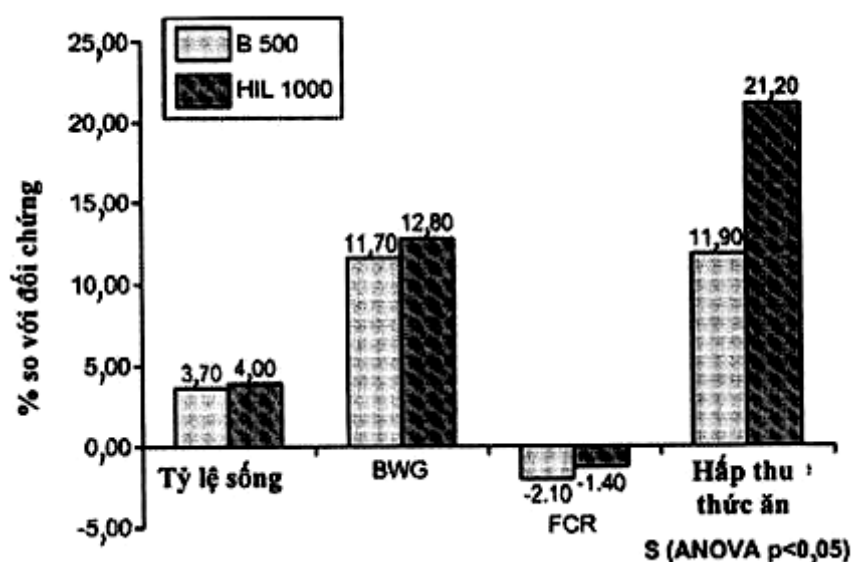 25,00
20,00
15,00
10,00
5,00
0,00
-5,00
% so với đối chứng
B 500
HIL 1000
3,70
4,00
11,70
12,80
-2.10
-1.40
11,90
21,20
Tỷ lệ sống
BWG
FCR
Hấp thu
thức ăn
S (ANOVA p<0,05)